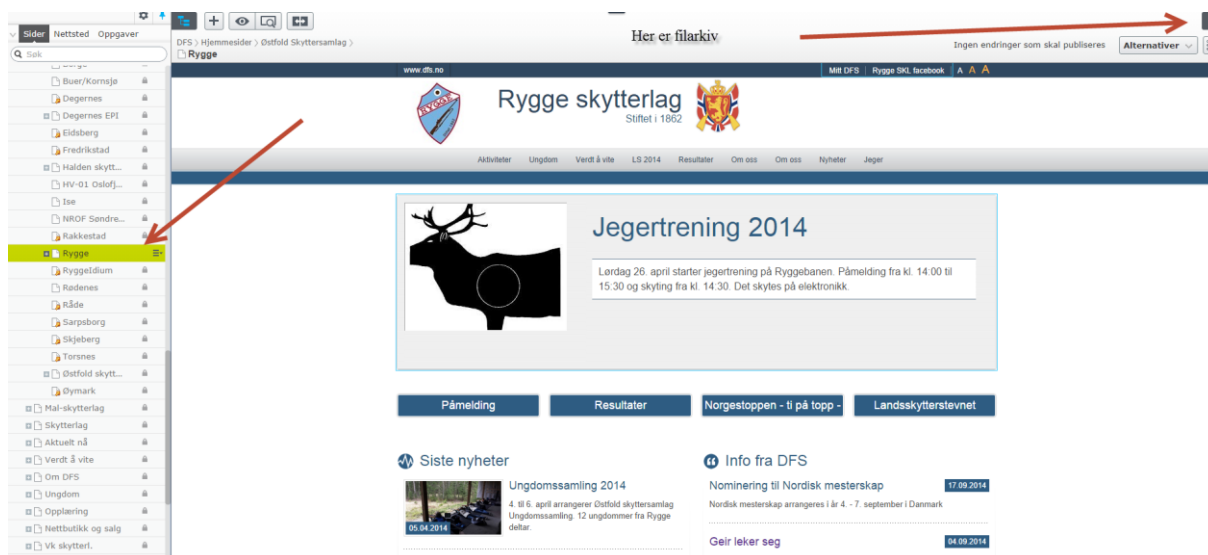 Sider Nettsted Oppgaver
Søk
Buer/Kornsjø
Degernes
Degernes EPI
Eidsberg
Fredrikstad
Halden skytt...
HV-01 Oslofj...
Ise
NROF Søndre...
Rakkestad
Rygge
RyggeIdium
Rødenes
Råde
Sarpsborg
Skjeberg
Torsnes
Østfold skytt...
Øymark
Mal-skytterlag
Skytterlag
Aktuelt nå
Verdt å vite
Om DFS
Ungdom
Opplæring
Nettbutikk og salg
Vk skytterl.
DFS > Hjemmesider > Østfold Skyttersamlag >
Rygge
Her er filarkiv
Ingen endringer som skal publiseres
Alternativer
www.dfs.no
Mitt DFS | Rygge SKL facebook A A A
RYGGE
Rygge skytterlag
Stiftet i 1862
Aktiviteter Ungdom Verdt å vite LS 2014 Resultater Om oss Om oss Nyheter Jeger
Jegertrening 2014
Lørdag 26. april starter jegertrening på Ryggebanen. Påmelding fra kl. 14:00 til
15:30 og skyting fra kl. 14:30. Det skytes på elektronikk.
Påmelding
Resultater
Norgestoppen - ti på topp -
Landsskytterstevnet
Siste nyheter
Ungdomssamling 2014
4. til 6. april arrangerer Østfold skyttersamlag
Ungdomssamling. 12 ungdommer fra Rygge
deltar.
05.04.2014
Info fra DFS
Nominering til Nordisk mesterskap
17.09.2014
Nordisk mesterskap arrangeres i år 4. - 7. september i Danmark
Geir leker seg
04.09.2014